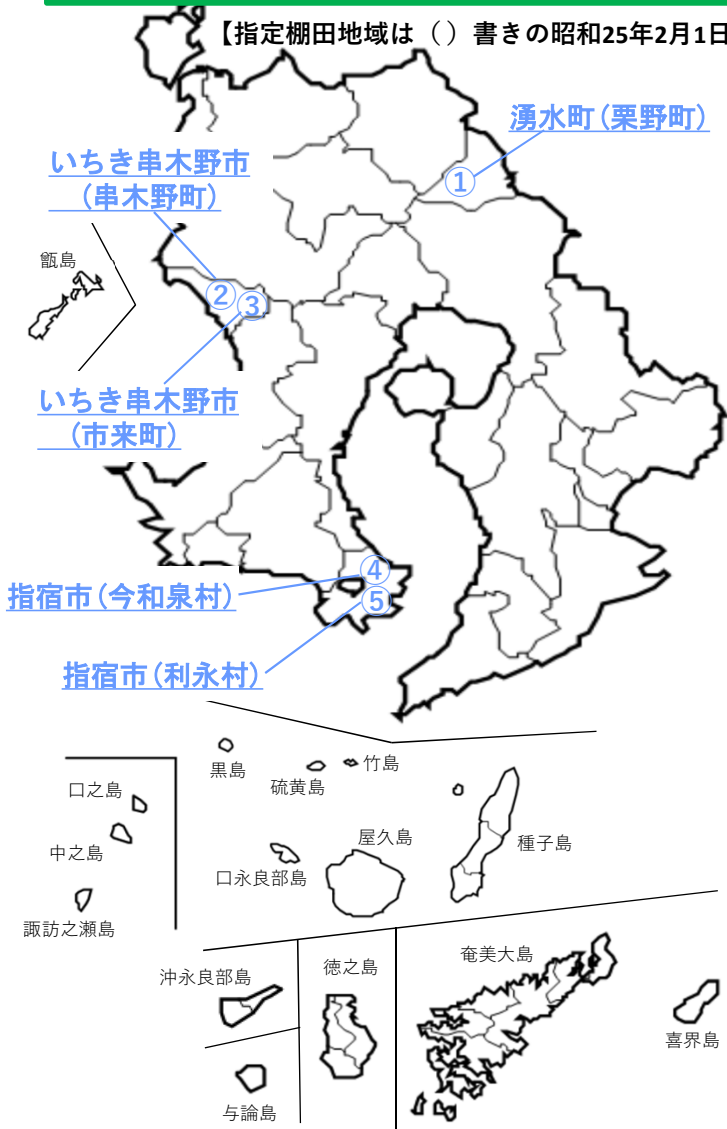 【指定棚田地域は（）書きの昭和25年2月1日
湧水町（栗野町）
①
いちき串木野市
（串木野町）
甑島
②
③
いちき串木野市
（市来町）
④
指宿市（今和泉村）
⑤
指宿市（利永村）
黒島
硫黄島
竹島
口之島
中之島
諏訪之瀬島
口永良部島
屋久島
種子島
沖永良部島
徳之島
奄美大島
喜界島
与論島